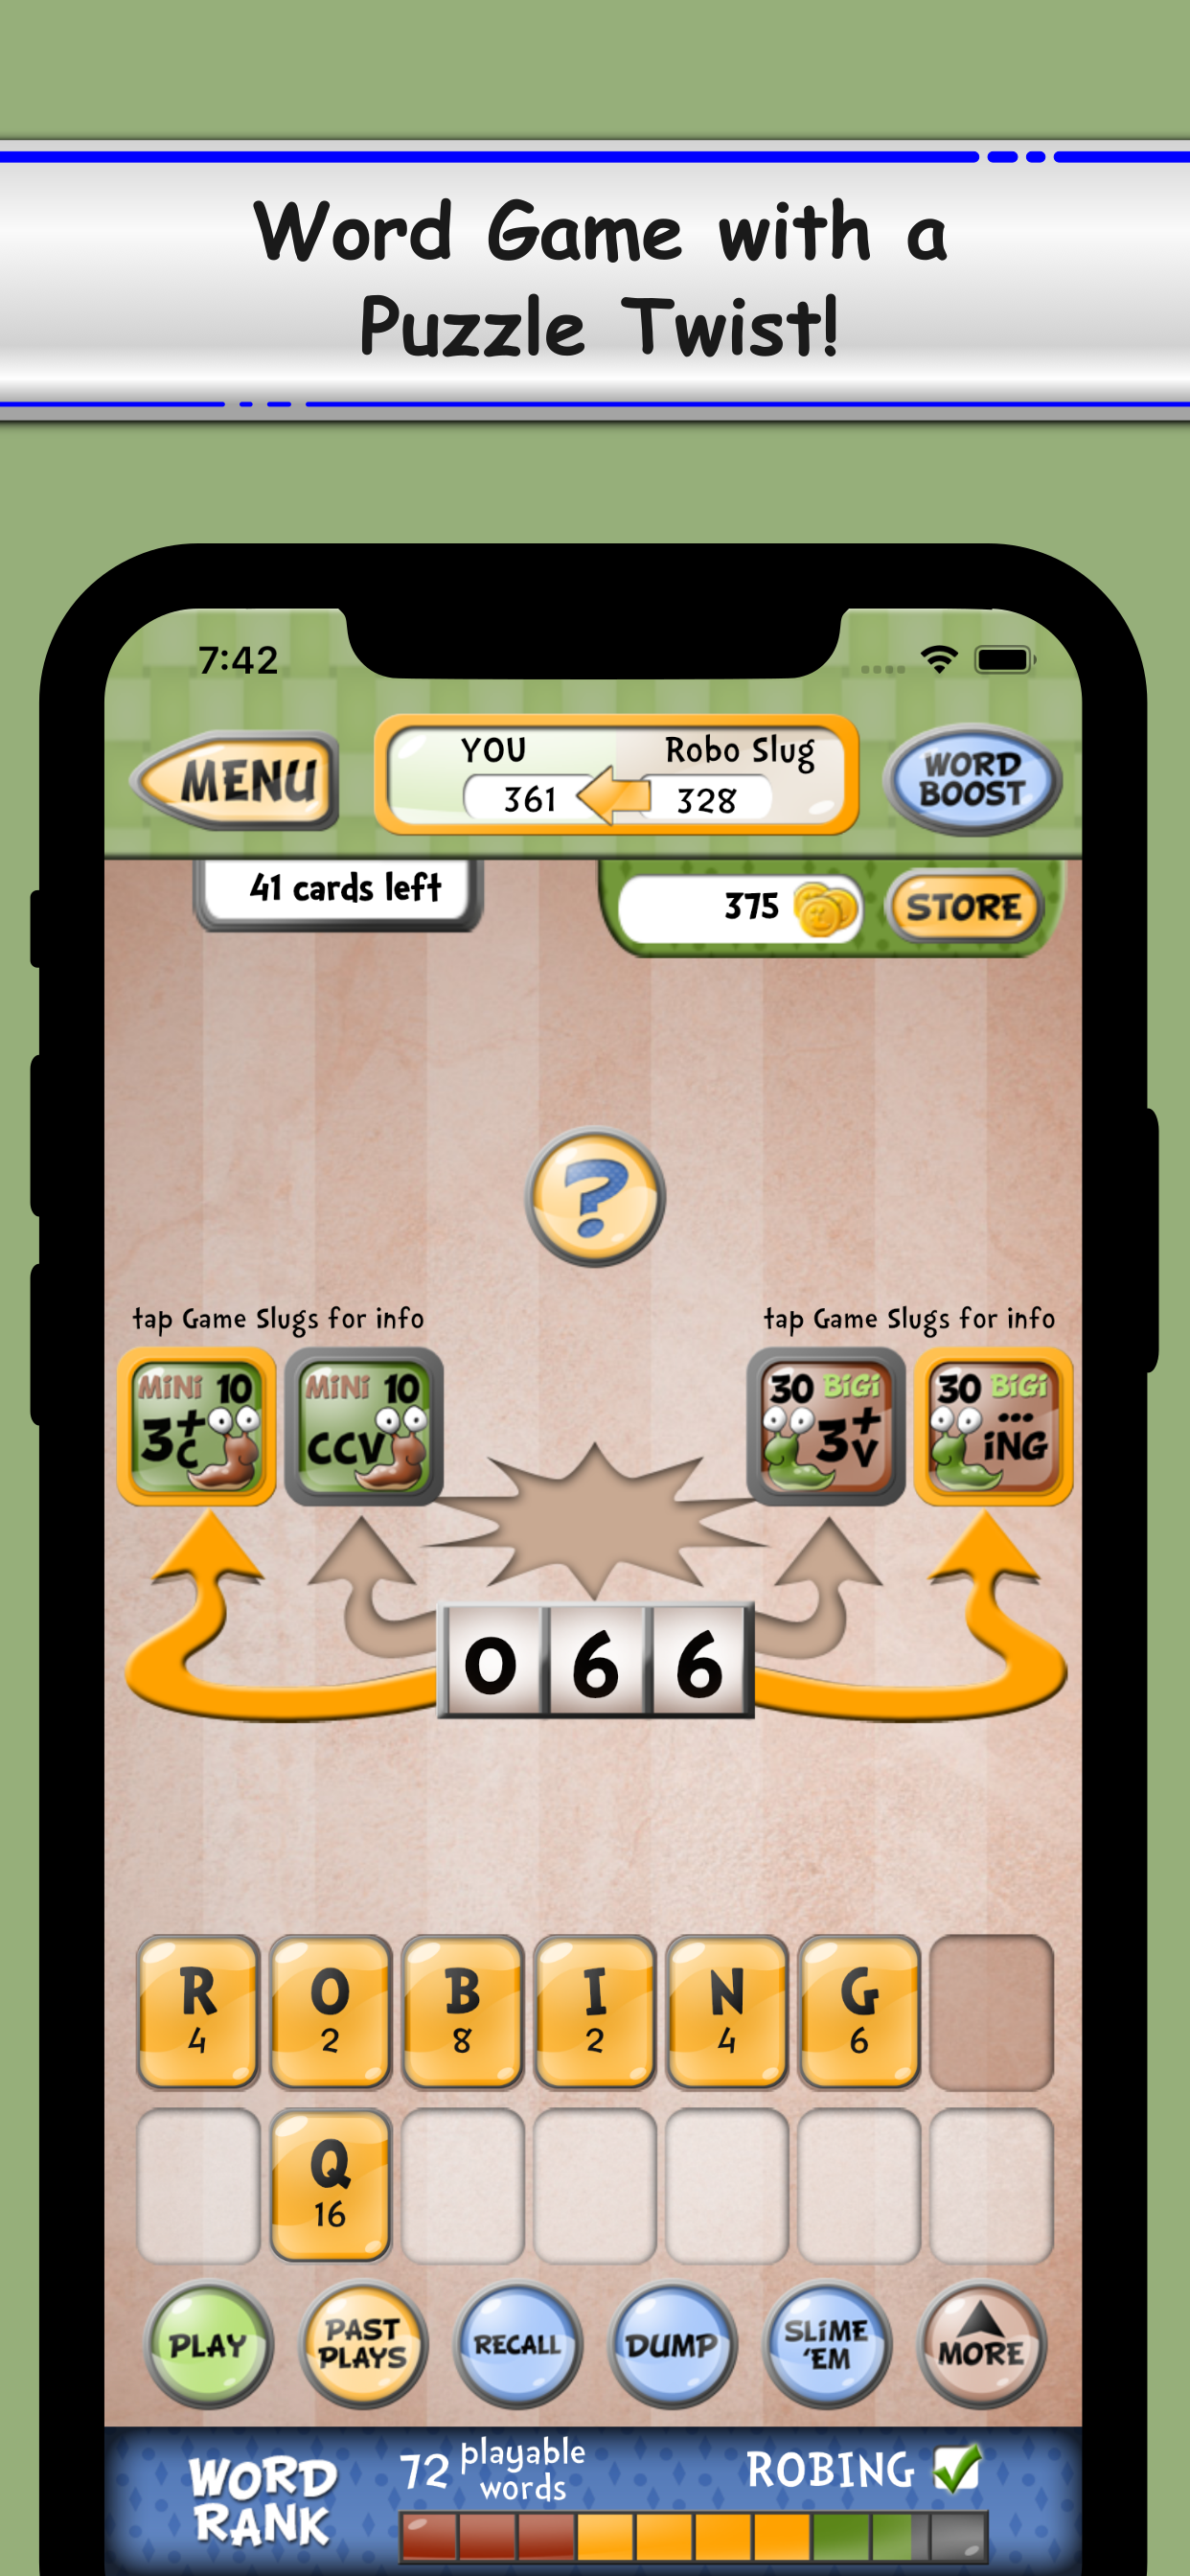 Word Game with a
Puzzle Twist!
7:42
MENU
YOU
Robo Slug
361
328
WORD
BOOST
41 cards left
375
STORE
?
tap Game Slugs for info
tap Game Slugs for info
MiNi 10
3+C
MiNi 10
CCV
30 BiGi
3+V
30 BiGi
...iNG
0 6 6
R O B I N G
4 2 8 2 4 6
Q
16
PLAY
PAST
PLAYS
RECALL
DUMP
SLiME
'EM
MORE
WORD
RANK
72 playable
words
ROBING